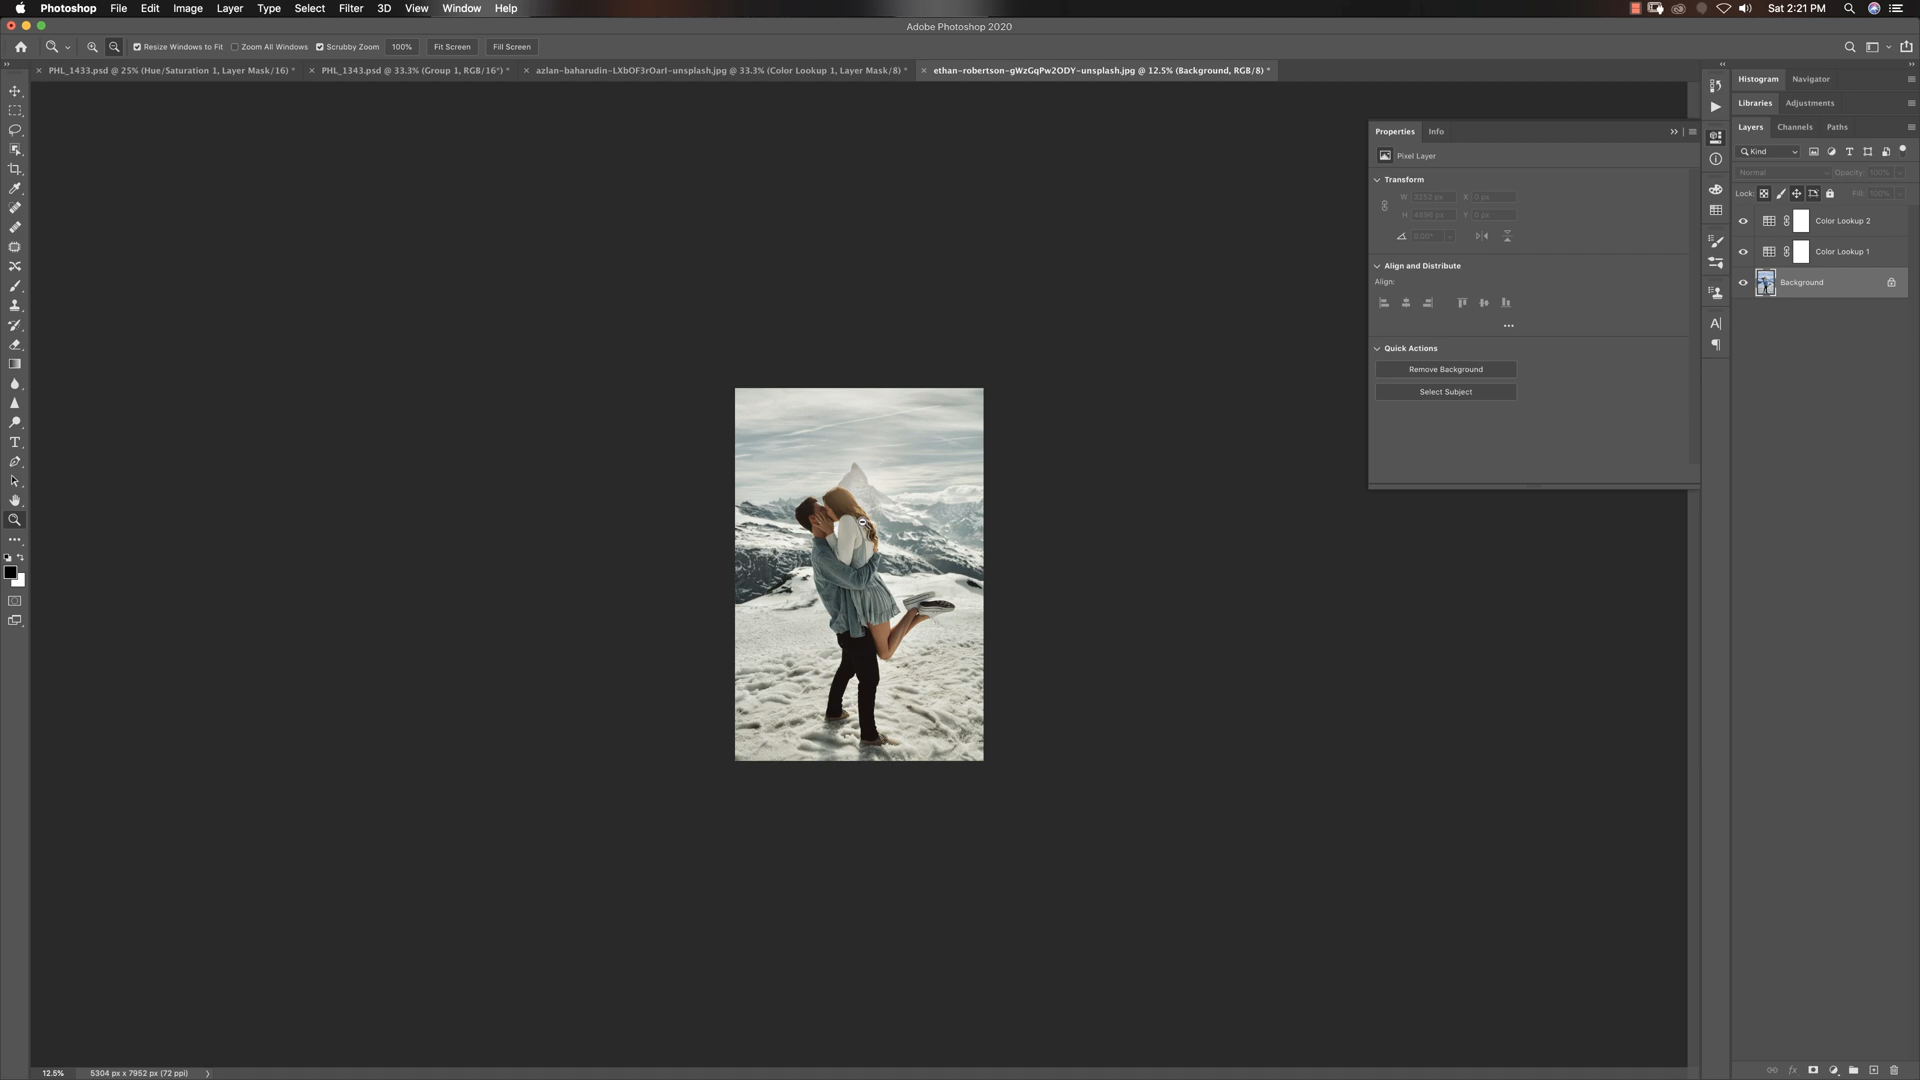 Photoshop File Edit Image Layer Type Select Filter 3D View Window Help Sat 2:21 PM
Adobe Photoshop 2020
Resize Windows to Fit Zoom All Windows Scrubby Zoom 100% Fit Screen Fill Screen
PHL_1433.psd @ 25% (Hue/Saturation 1, Layer Mask/16) * PHL_1343.psd @ 33.3% (Group 1, RGB/16*) * azlan-baharudin-LXbOF3rOarI-unsplash.jpg @ 33.3% (Color Lookup 1, Layer Mask/8) * ethan-robertson-gWzGqPw2ODY-unsplash.jpg @ 12.5% (Background, RGB/8) *
Histogram Navigator
Libraries Adjustments
Layers Channels Paths
Kind
Normal Opacity: 100%
Lock: Fill: 100%
Color Lookup 2
Color Lookup 1
Background
Properties Info
Pixel Layer
Transform
W X 0 px
H Y 0 px
0.00°
Align and Distribute
Align:
Quick Actions
Remove Background
Select Subject
12.5% 5304 px x 7952 px (72 ppi)